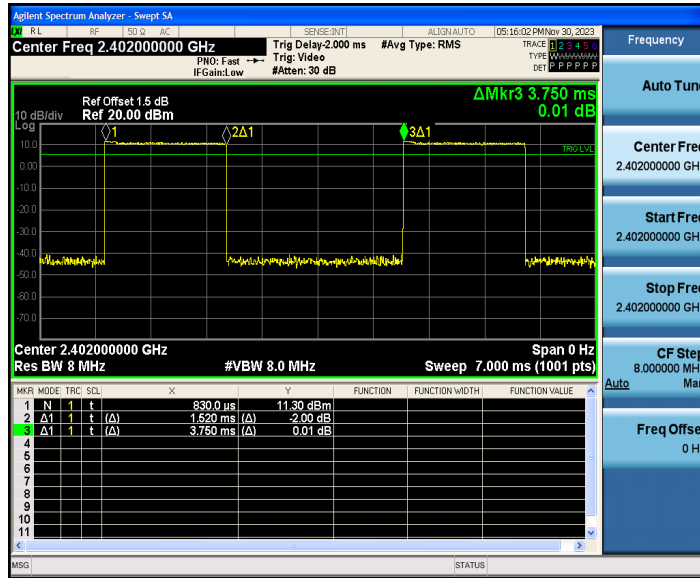 Agilent Spectrum Analyzer - Swept SA
RL RF 50 Ω AC SENSE:INT ALIGN AUTO 05:16:02 PM Nov 30, 2023
Center Freq 2.402000000 GHz
PNO: Fast
IFGain:Low
Trig Delay-2.000 ms
Trig: Video
#Atten: 30 dB
#Avg Type: RMS
TRACE 1 2 3 4 5 6
TYPE
DET P P P P P P
Ref Offset 1.5 dB
Ref 20.00 dBm
10 dB/div
Log
ΔMkr3 3.750 ms
0.01 dB
1
2Δ1
3Δ1
TRIG LVL
10.0
0.00
-10.0
-20.0
-30.0
-40.0
-50.0
-60.0
-70.0
Center 2.402000000 GHz
Span 0 Hz
Res BW 8 MHz
#VBW 8.0 MHz
Sweep 7.000 ms (1001 pts)
MKR MODE TRC SCL X Y FUNCTION FUNCTION WIDTH FUNCTION VALUE
1 N 1 t 830.0 µs 11.30 dBm
2 Δ1 1 t (Δ) 1.520 ms (Δ) -2.00 dB
3 Δ1 1 t (Δ) 3.750 ms (Δ) 0.01 dB
4
5
6
7
8
9
10
11
MSG STATUS
Frequency
Auto Tun
Center Fre
2.402000000 GH
Start Fre
2.402000000 GH
Stop Fre
2.402000000 GH
CF Step
8.000000 MH
Auto Ma
Freq Offse
0 H